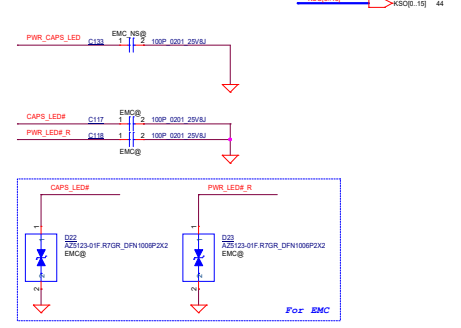 KSO[0..15] 44
EMC_NS@
PWR_CAPS_LED C133 1 2 100P_0201_25V8J
EMC@
CAPS_LED# C117 1 2 100P_0201_25V8J
PWR_LED#_R C118 1 2 100P_0201_25V8J
EMC@
CAPS_LED# PWR_LED#_R
1 1
D22 D23
AZ5123-01F.R7GR_DFN1006P2X2 AZ5123-01F.R7GR_DFN1006P2X2
EMC@ EMC@
2 2
For EMC